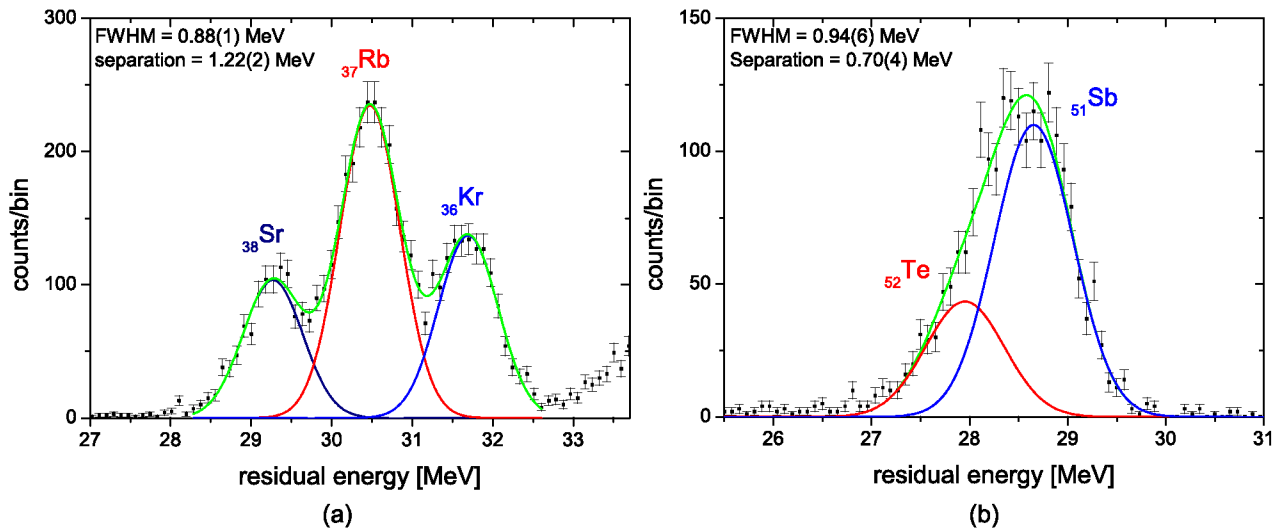 FWHM = 0.88(1) MeV
separation = 1.22(2) MeV
₃₇Rb
₃₆Kr
₃₈Sr
300
200
100
0
counts/bin
27 28 29 30 31 32 33
residual energy [MeV]
(a)
FWHM = 0.94(6) MeV
Separation = 0.70(4) MeV
₅₁Sb
₅₂Te
150
100
50
0
counts/bin
26 27 28 29 30 31
residual energy [MeV]
(b)